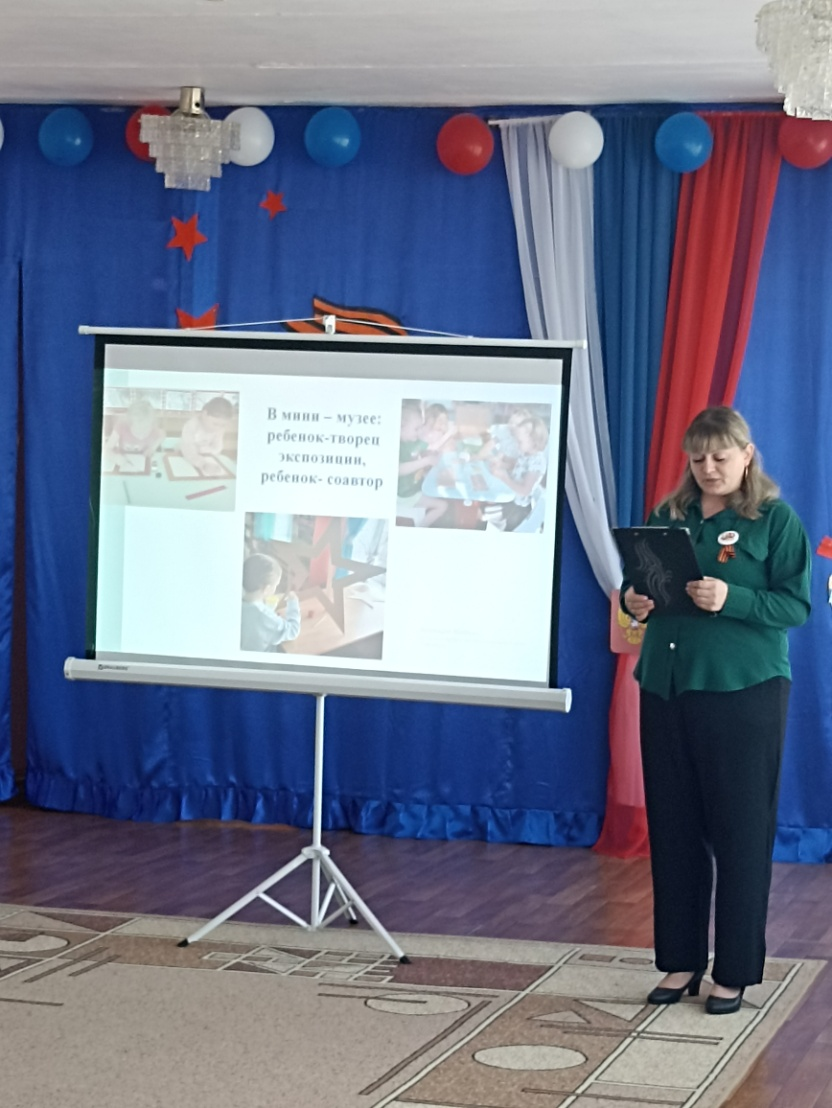 В мини – музее:
ребенок-творец
экспозиции,
ребенок- соавтор